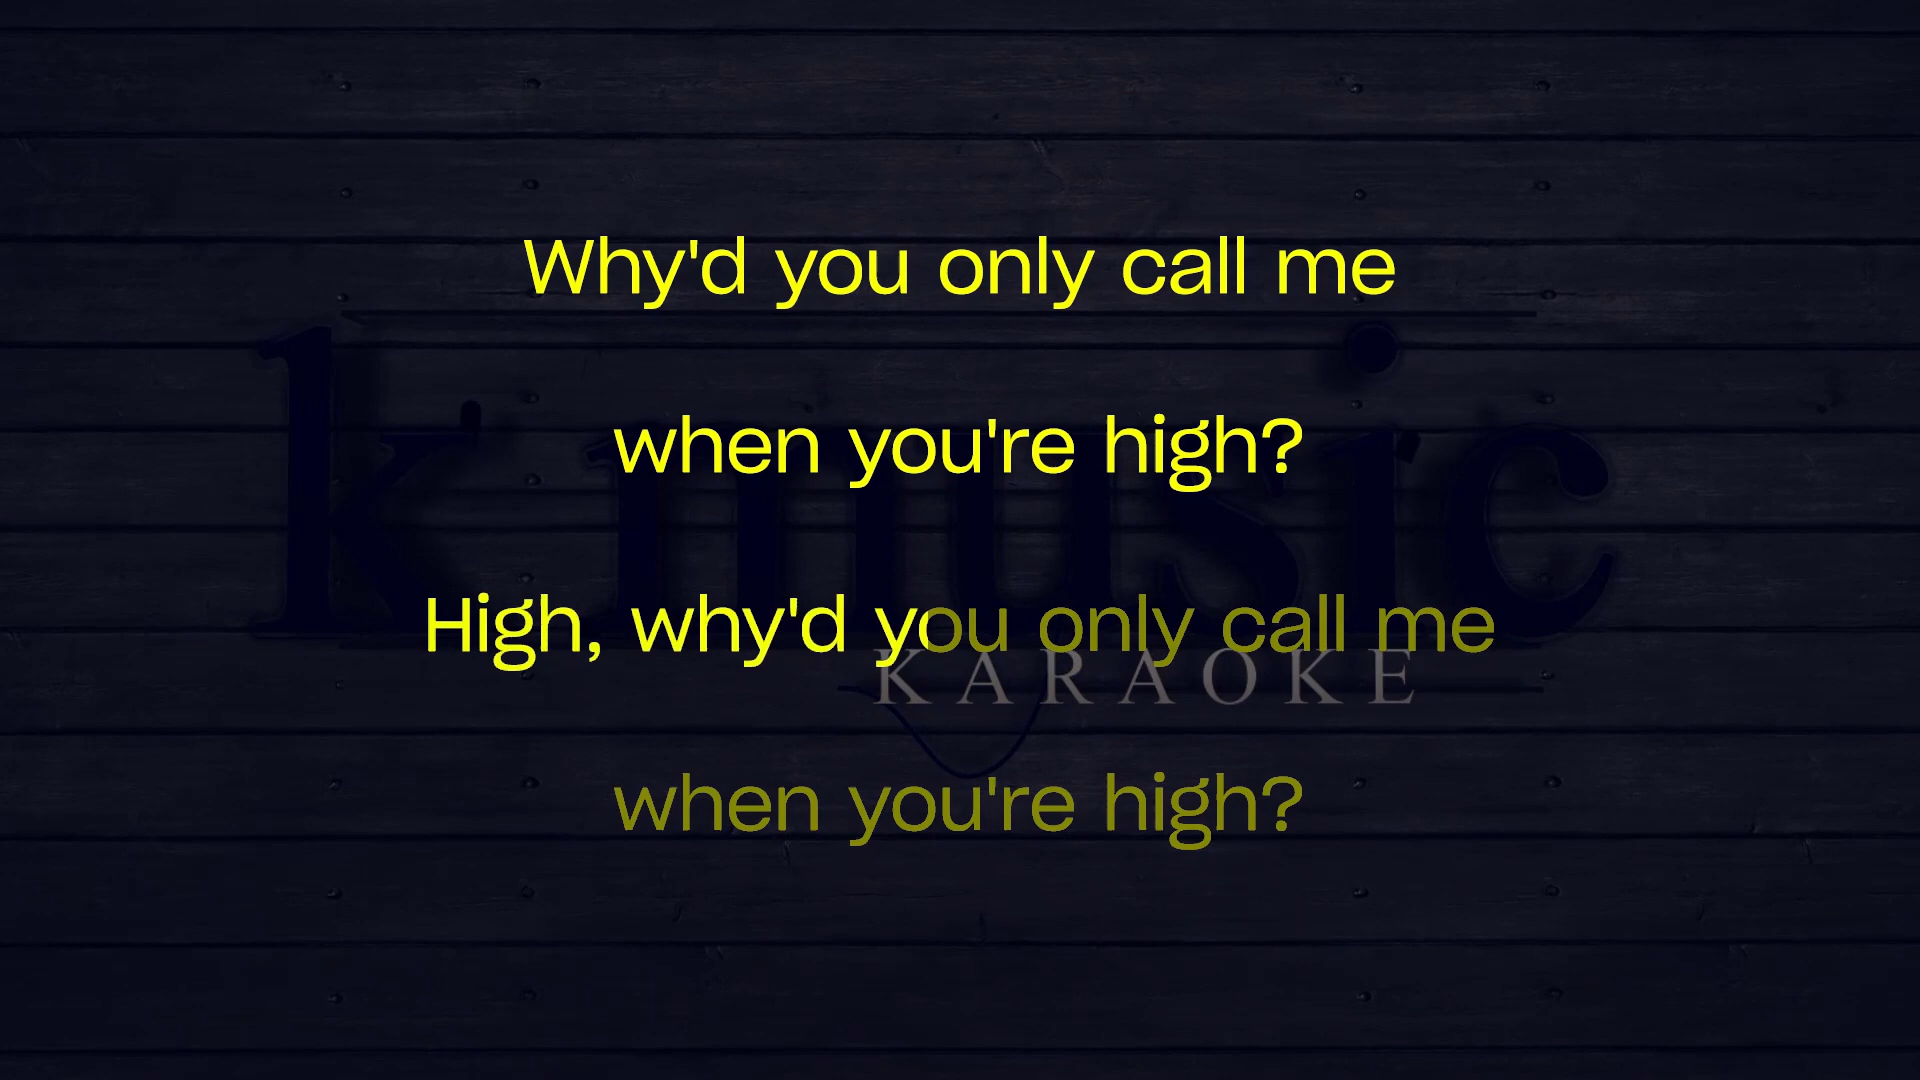 Why'd you only call me
when you're high?
k music
High, why'd you only call me
KARAOKE
when you're high?